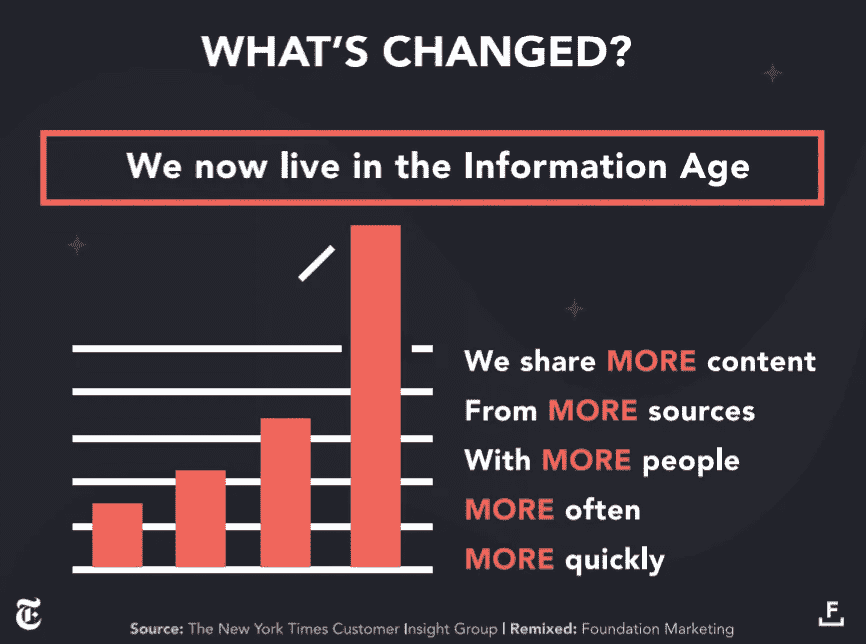 WHAT'S CHANGED?
We now live in the Information Age
We share MORE content
From MORE sources
With MORE people
MORE often
MORE quickly
T
Source: The New York Times Customer Insight Group | Remixed: Foundation Marketing
F